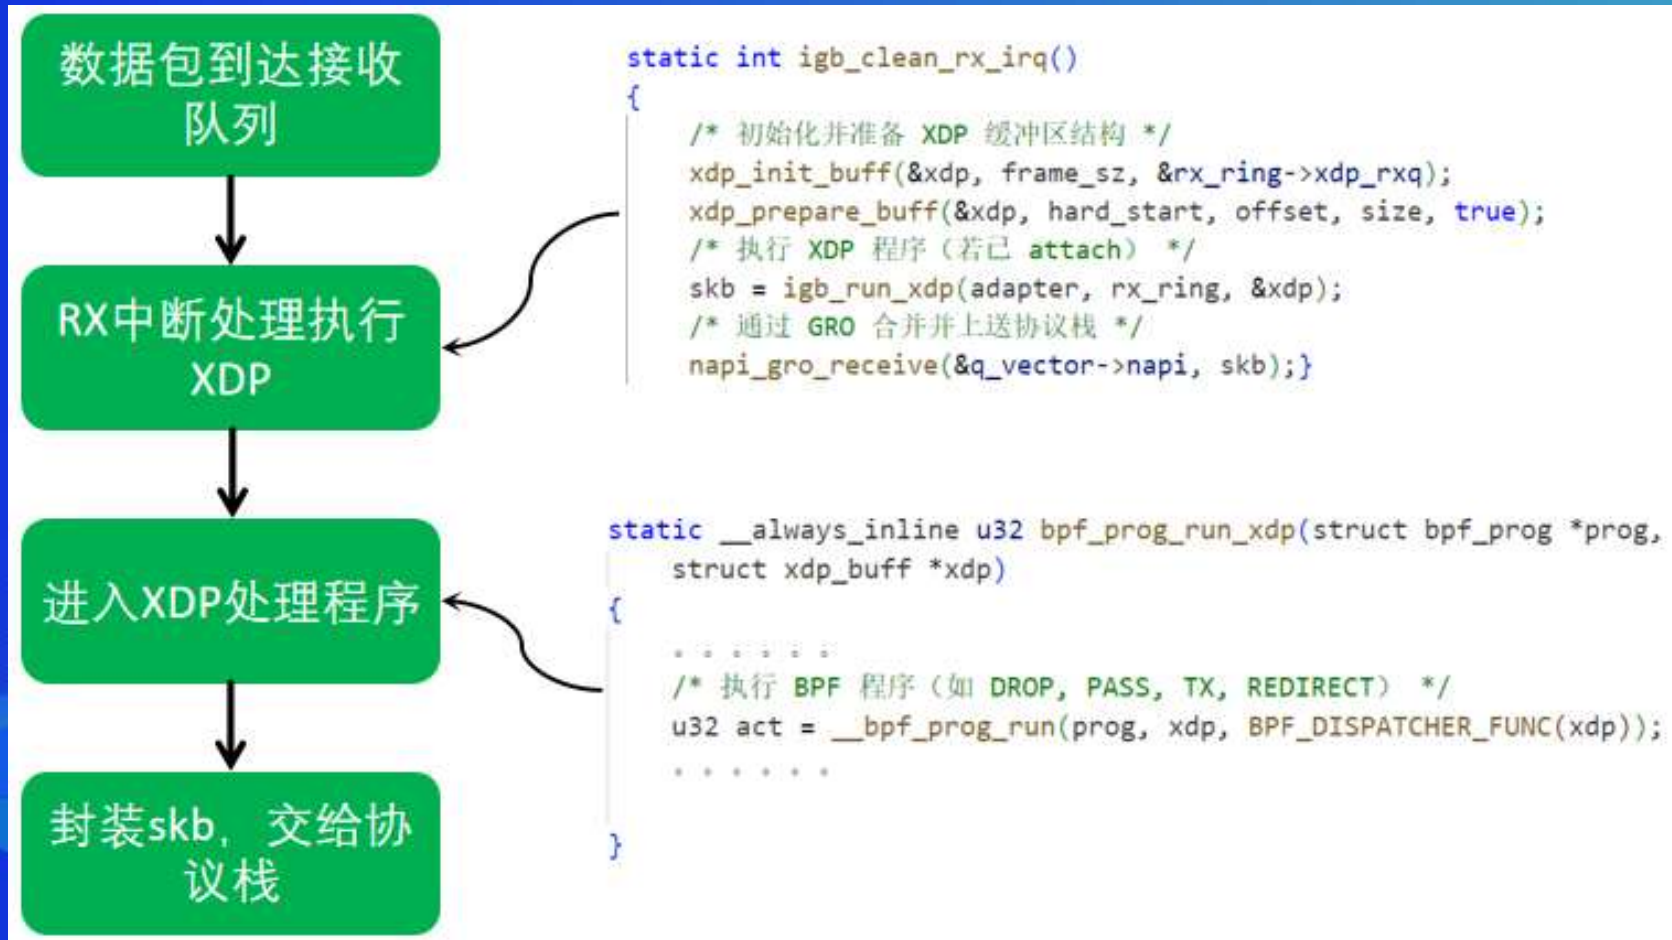 数据包到达接收
队列
RX中断处理执行
XDP
进入XDP处理程序
封装skb，交给协
议栈
static int igb_clean_rx_irq()
{
/* 初始化并准备 XDP 缓冲区结构 */
xdp_init_buff(&xdp, frame_sz, &rx_ring->xdp_rxq);
xdp_prepare_buff(&xdp, hard_start, offset, size, true);
/* 执行 XDP 程序（若已 attach） */
skb = igb_run_xdp(adapter, rx_ring, &xdp);
/* 通过 GRO 合并并上送协议栈 */
napi_gro_receive(&q_vector->napi, skb);}
static __always_inline u32 bpf_prog_run_xdp(struct bpf_prog *prog,
struct xdp_buff *xdp)
{
。。。。。。
/* 执行 BPF 程序（如 DROP, PASS, TX, REDIRECT） */
u32 act = __bpf_prog_run(prog, xdp, BPF_DISPATCHER_FUNC(xdp));
。。。。。。
}